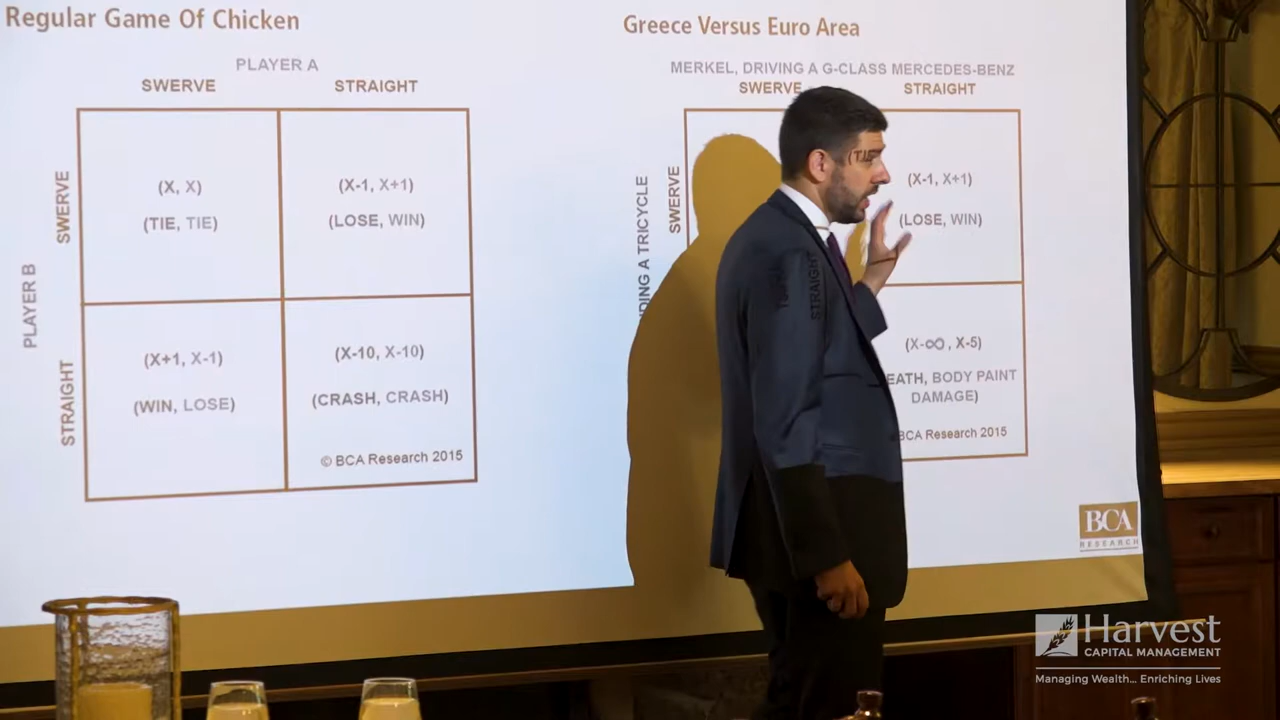 Regular Game Of Chicken
PLAYER A
SWERVE STRAIGHT
PLAYER B
SWERVE
STRAIGHT
(X, X)
(TIE, TIE)
(X-1, X+1)
(LOSE, WIN)
(X+1, X-1)
(WIN, LOSE)
(X-10, X-10)
(CRASH, CRASH)
© BCA Research 2015
Greece Versus Euro Area
MERKEL, DRIVING A G-CLASS MERCEDES-BENZ
SWERVE STRAIGHT
A TRICYCLE
SWERVE
STRAIGHT
(X-1, X+1)
(LOSE, WIN)
(X-∞, X-5)
BODY PAINT
DAMAGE)
BCA Research 2015
BCA
RESEARCH
Harvest
CAPITAL MANAGEMENT
Managing Wealth... Enriching Lives